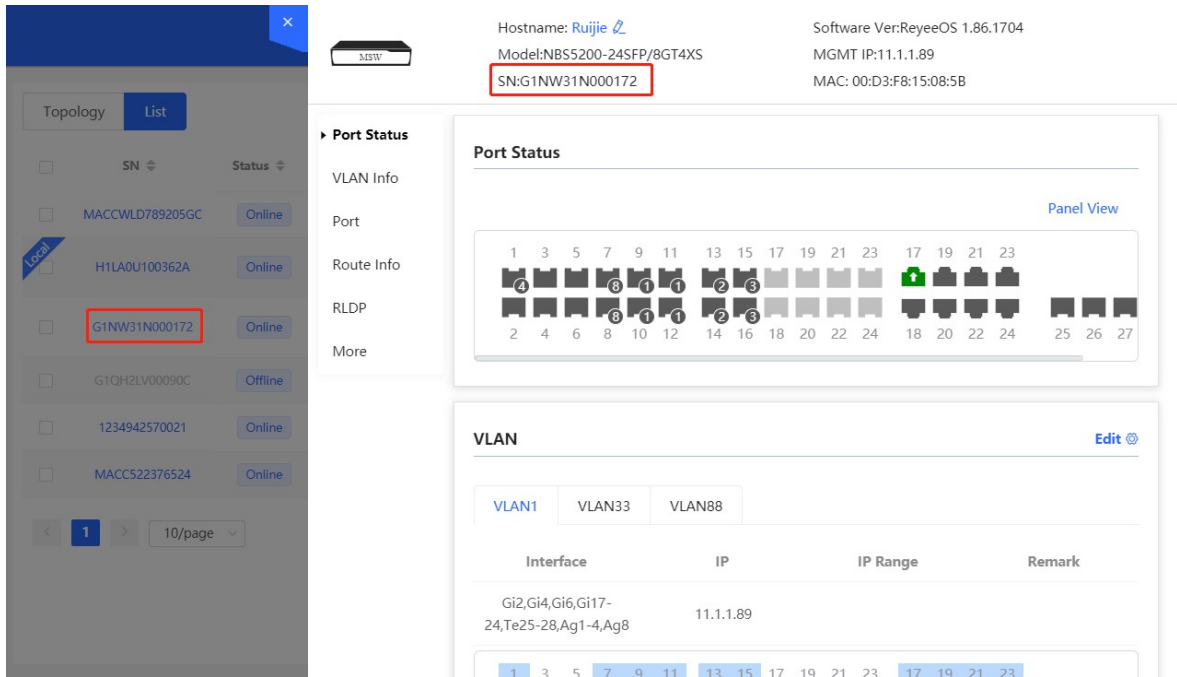 ×
Topology List
SN Status
MACCWLD789205GC Online
Local
H1LA0U100362A Online
G1NW31N000172 Online
G1QH2LV00090C Offline
1234942570021 Online
MACC522376524 Online
< 1 > 10/page
MSW
Hostname: Ruijie
Model:NBS5200-24SFP/8GT4XS
SN:G1NW31N000172
Software Ver:ReyeeOS 1.86.1704
MGMT IP:11.1.1.89
MAC: 00:D3:F8:15:08:5B
Port Status
VLAN Info
Port
Route Info
RLDP
More
Port Status
Panel View
1 3 5 7 9 11 13 15 17 19 21 23 17 19 21 23
4 8 1 1 2 3
8 1 1 2 3
2 4 6 8 10 12 14 16 18 20 22 24 18 20 22 24 25 26 27
VLAN
Edit
VLAN1 VLAN33 VLAN88
Interface IP IP Range Remark
Gi2,Gi4,Gi6,Gi17-
24,Te25-28,Ag1-4,Ag8 11.1.1.89
1 3 5 7 9 11 13 15 17 19 21 23 17 19 21 23